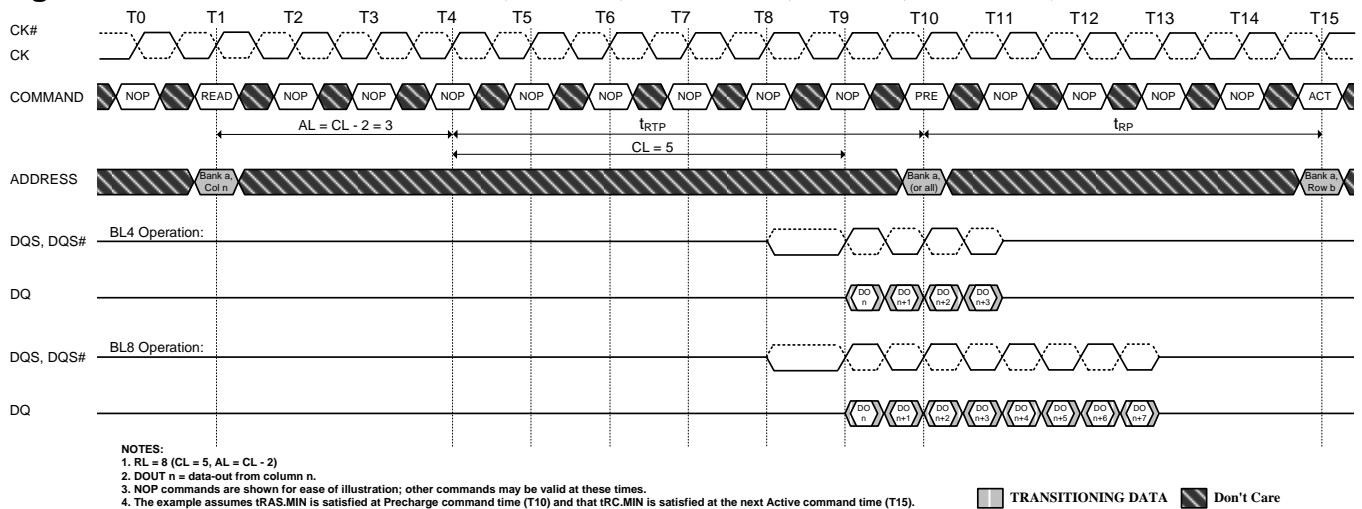 T0 T1 T2 T3 T4 T5 T6 T7 T8 T9 T10 T11 T12 T13 T14 T15
CK#
CK
COMMAND NOP READ NOP NOP NOP NOP NOP NOP NOP NOP PRE NOP NOP NOP NOP ACT
AL = CL - 2 = 3 tRTP tRP
CL = 5
ADDRESS Bank a, Col n Bank a, (or all) Bank a, Row b
DQS, DQS# BL4 Operation:
DQ DO n DO n+1 DO n+2 DO n+3
DQS, DQS# BL8 Operation:
DQ DO n DO n+1 DO n+2 DO n+3 DO n+4 DO n+5 DO n+6 DO n+7
NOTES:
1. RL = 8 (CL = 5, AL = CL - 2)
2. DOUT n = data-out from column n.
3. NOP commands are shown for ease of illustration; other commands may be valid at these times.
4. The example assumes tRAS.MIN is satisfied at Precharge command time (T10) and that tRC.MIN is satisfied at the next Active command time (T15).
TRANSITIONING DATA Don't Care